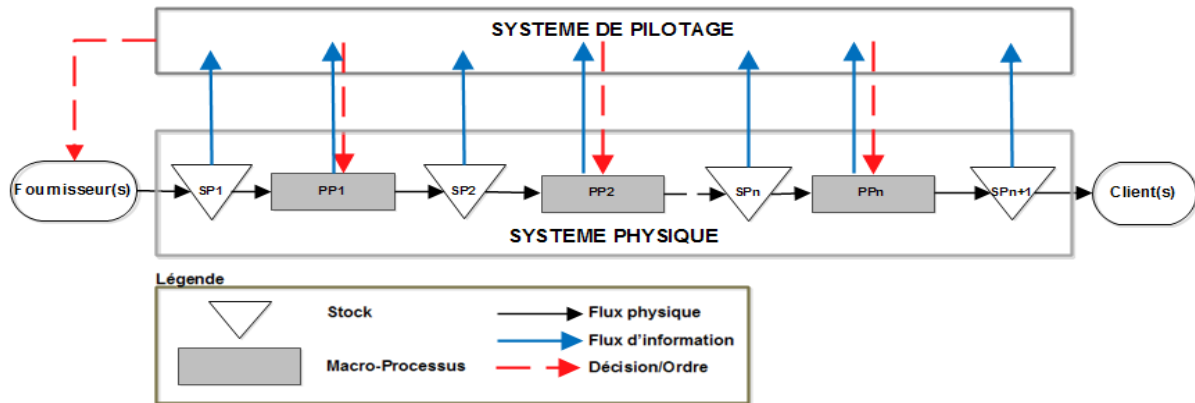 SYSTEME DE PILOTAGE
Fournisseur(s)
SP1
PP1
SP2
PP2
SPn
PPn
SPn+1
Client(s)
SYSTEME PHYSIQUE
Légende
Stock
Flux physique
Flux d'information
Macro-Processus
Décision/Ordre